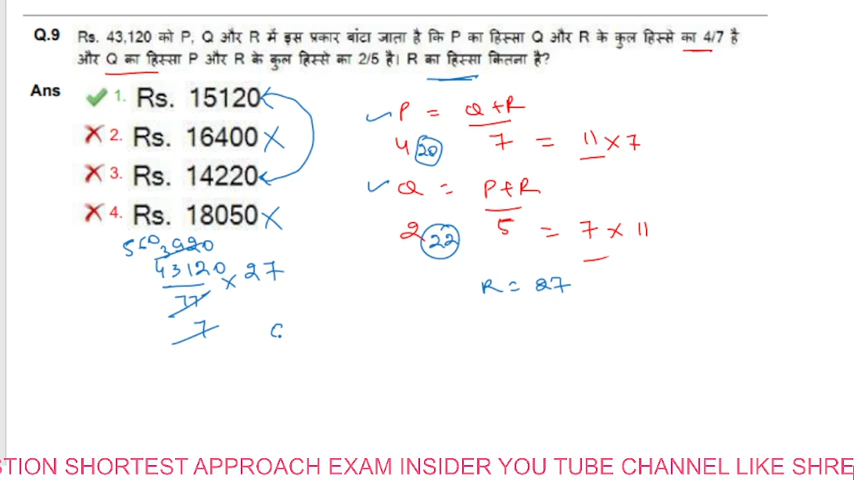 Q.9 Rs. 43,120 को P, Q और R में इस प्रकार बांटा जाता है कि P का हिस्सा Q और R के कुल हिस्से का 4/7 है
और Q का हिस्सा P और R के कुल हिस्से का 2/5 है। R का हिस्सा कितना है?
Ans 1. Rs. 15120
2. Rs. 16400
3. Rs. 14220
4. Rs. 18050
P = Q+R
4 20 7 = 11 × 7
Q = P+R
2 22 5 = 7 × 11
R = 27
560 3920
43120 × 27
77
7
STION SHORTEST APPROACH EXAM INSIDER YOU TUBE CHANNEL LIKE SHRE